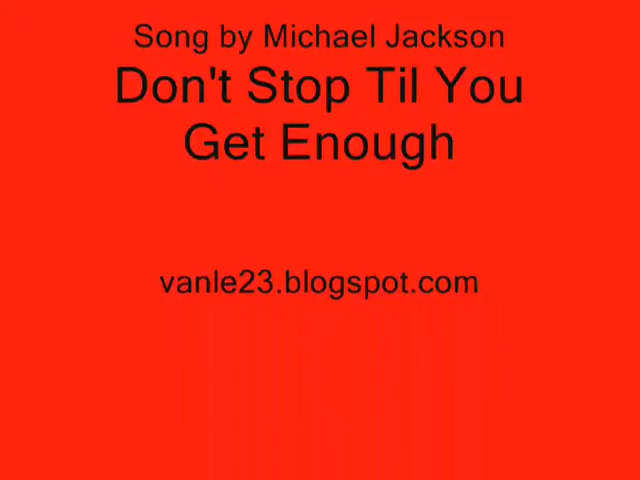 Song by Michael Jackson
Don't Stop Til You
Get Enough
vanle23.blogspot.com